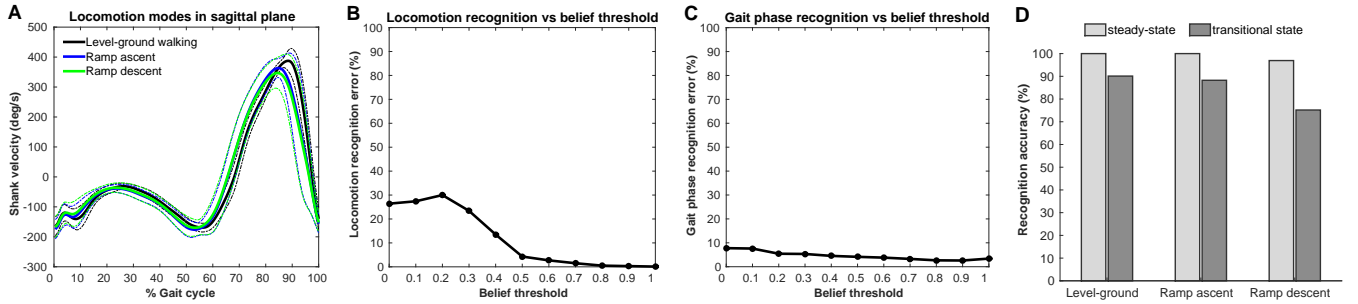 A
Locomotion modes in sagittal plane
Level-ground walking
Ramp ascent
Ramp descent
Shank velocity (deg/s)
500
400
300
200
100
0
-100
-200
-300
0 10 20 30 40 50 60 70 80 90 100
% Gait cycle
B
Locomotion recognition vs belief threshold
Locomotion recognition error (%)
100
90
80
70
60
50
40
30
20
10
0
0 0.1 0.2 0.3 0.4 0.5 0.6 0.7 0.8 0.9 1
Belief threshold
C
Gait phase recognition vs belief threshold
Gait phase recognition error (%)
100
90
80
70
60
50
40
30
20
10
0
0 0.1 0.2 0.3 0.4 0.5 0.6 0.7 0.8 0.9 1
Belief threshold
D
steady-state
transitional state
Recognition accuracy (%)
100
90
80
70
60
50
40
30
20
10
0
Level-ground Ramp ascent Ramp descent